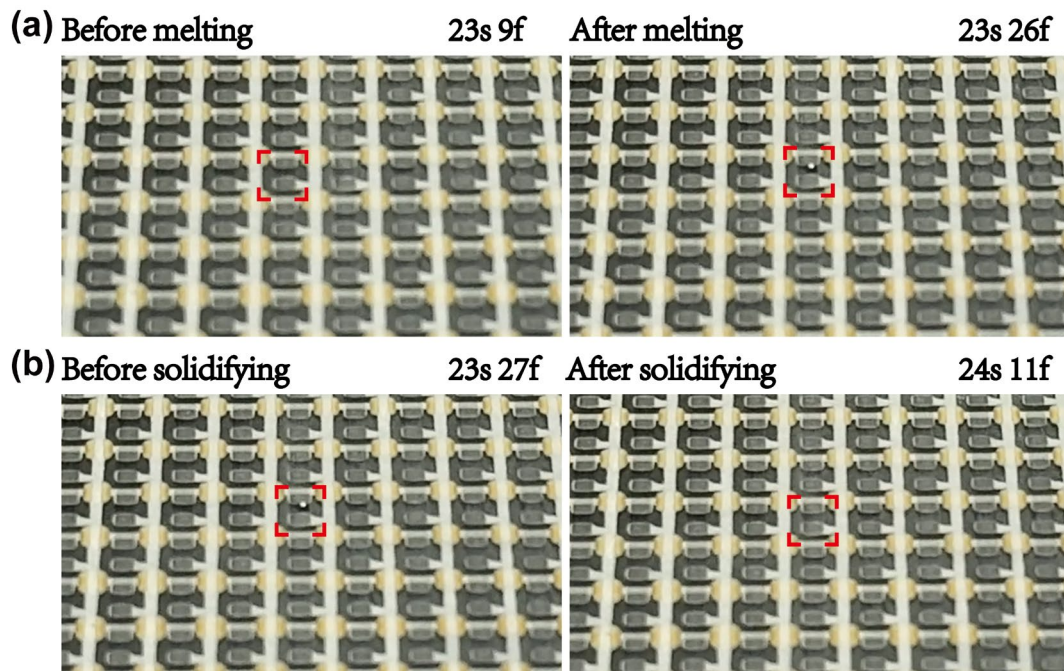 (a) Before melting 23s 9f After melting 23s 26f
(b) Before solidifying 23s 27f After solidifying 24s 11f